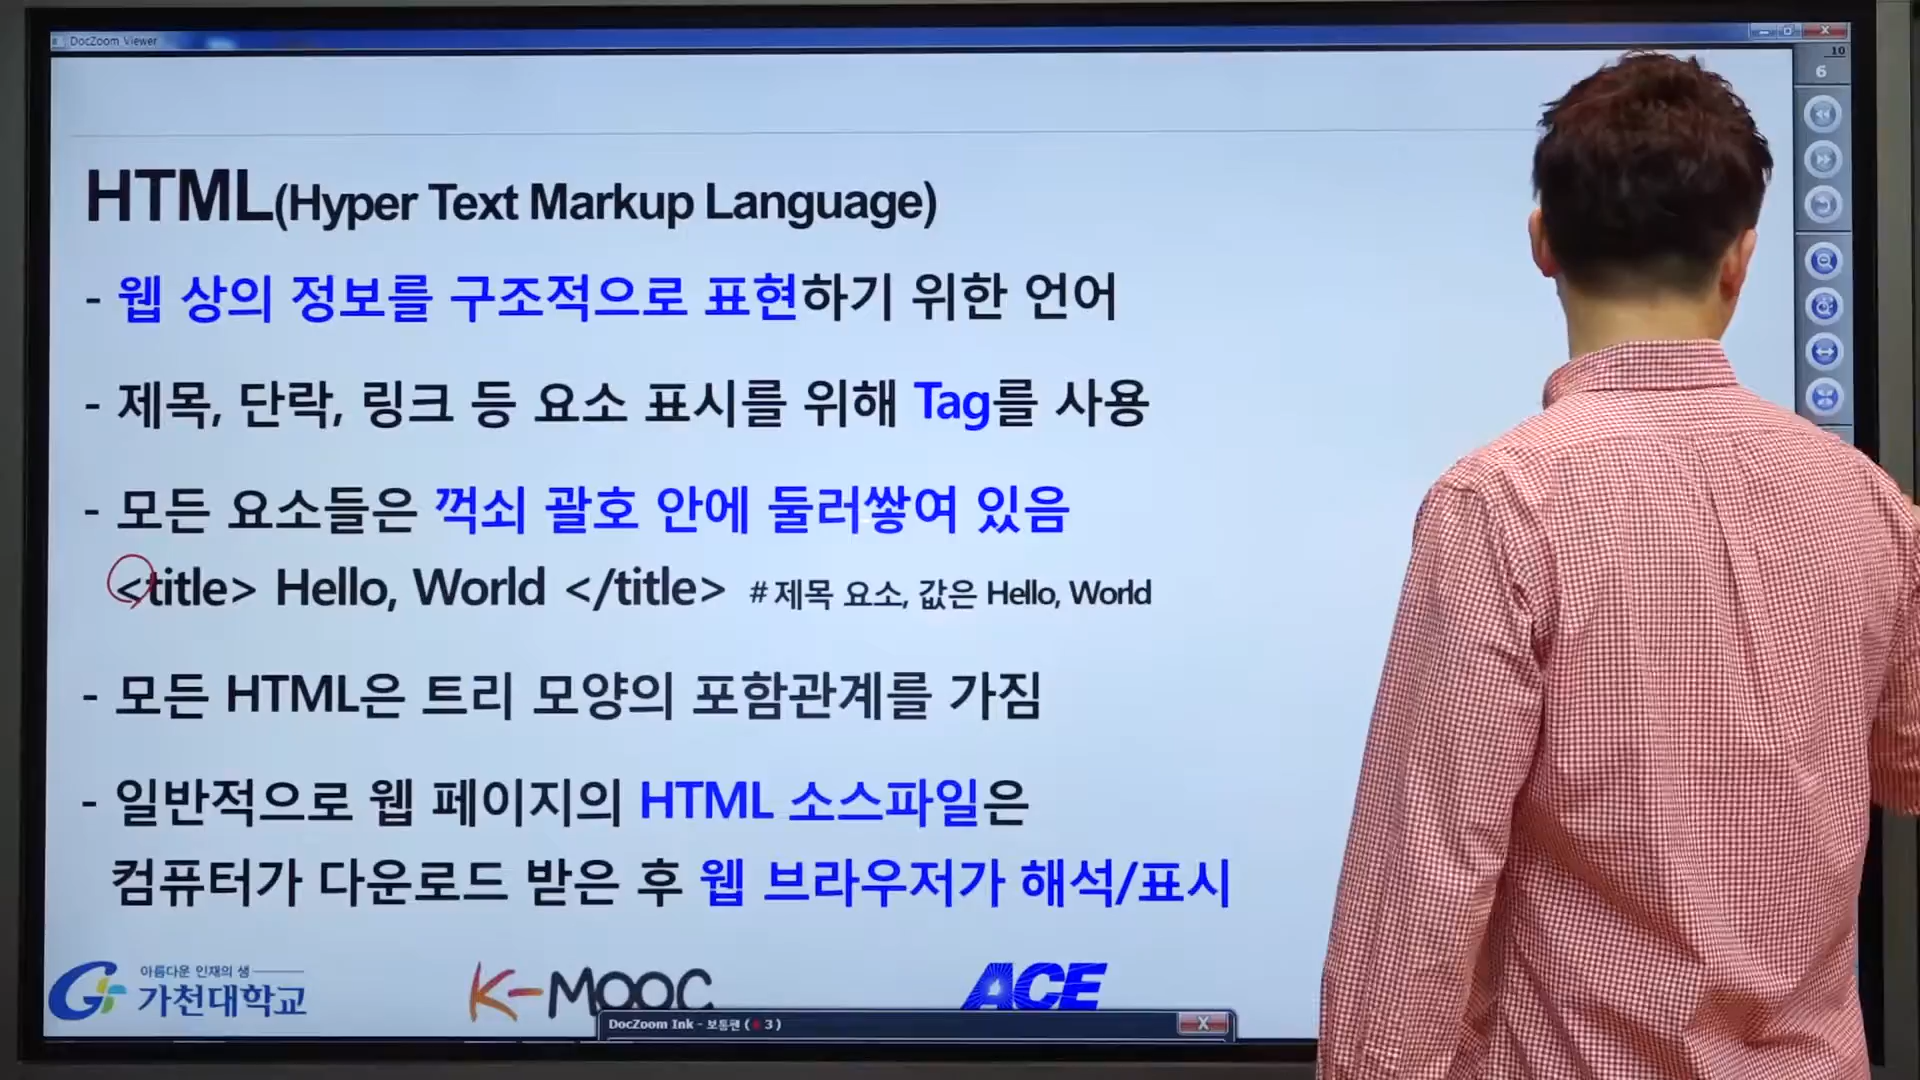 DocZoom Viewer
10
6
HTML(Hyper Text Markup Language)
- 웹 상의 정보를 구조적으로 표현하기 위한 언어
- 제목, 단락, 링크 등 요소 표시를 위해 Tag를 사용
- 모든 요소들은 꺽쇠 괄호 안에 둘러쌓여 있음
<title> Hello, World </title> # 제목 요소, 값은 Hello, World
- 모든 HTML은 트리 모양의 포함관계를 가짐
- 일반적으로 웹 페이지의 HTML 소스파일은
컴퓨터가 다운로드 받은 후 웹 브라우저가 해석/표시
아름다운 인재의 샘
가천대학교
K-MOOC
ACE
DocZoom Ink - 보통펜 ( 3 )